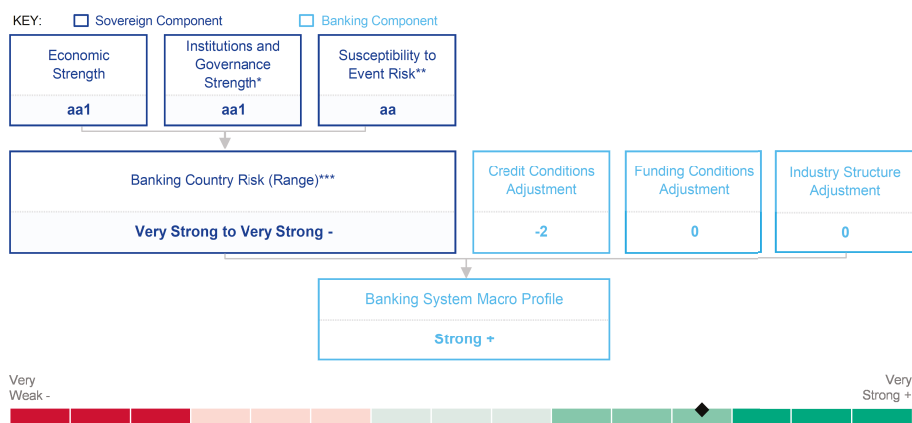 KEY: Sovereign Component Banking Component
Economic
Strength
aa1
Institutions and
Governance
Strength*
aa1
Susceptibility to
Event Risk**
aa
Banking Country Risk (Range)***
Very Strong to Very Strong -
Credit Conditions
Adjustment
-2
Funding Conditions
Adjustment
0
Industry Structure
Adjustment
0
Banking System Macro Profile
Strong +
Very
Weak -
Very
Strong +